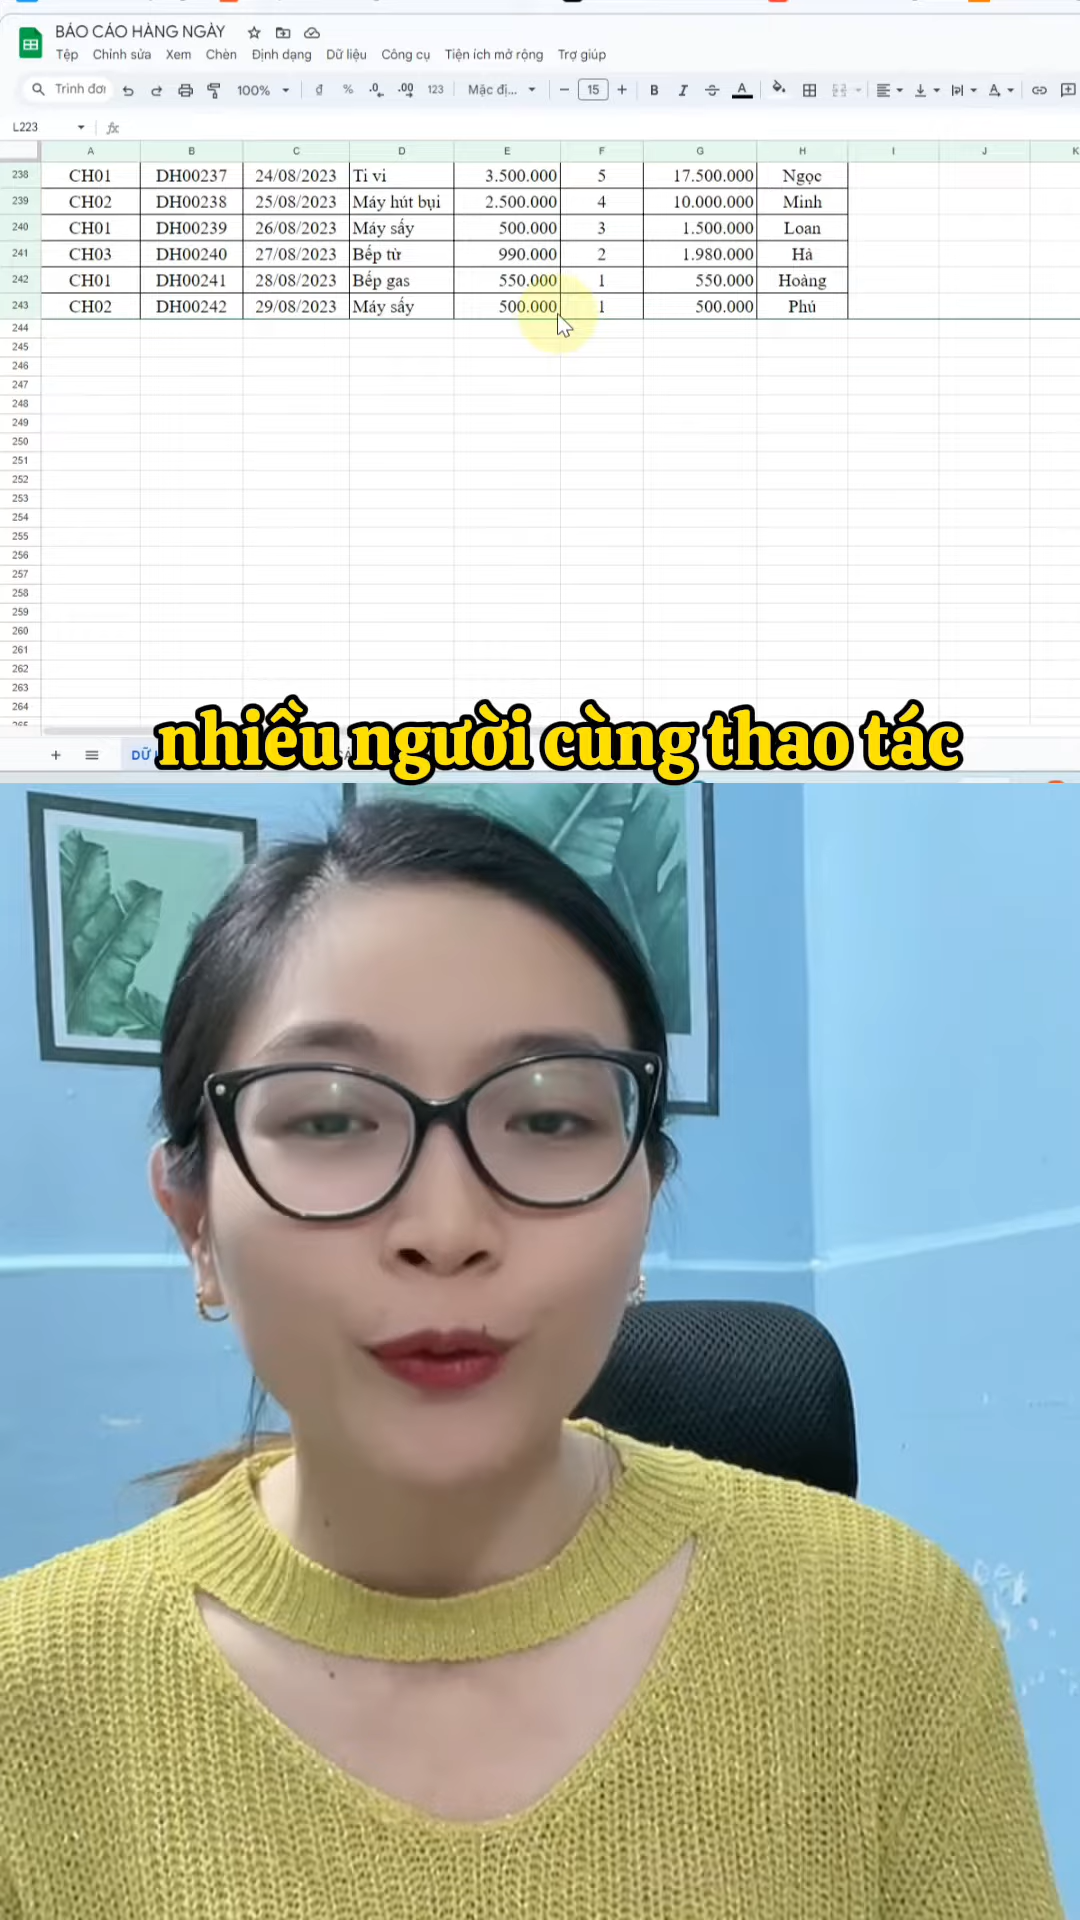 BÁO CÁO HÀNG NGÀY
Tệp Chỉnh sửa Xem Chèn Định dạng Dữ liệu Công cụ Tiện ích mở rộng Trợ giúp
100% đ % .0 .00 123 Mặc đị... 15 B I S A
L223 fx
A B C D E F G H I J K
238 CH01 DH00237 24/08/2023 Ti vi 3.500.000 5 17.500.000 Ngọc
239 CH02 DH00238 25/08/2023 Máy hút bụi 2.500.000 4 10.000.000 Minh
240 CH01 DH00239 26/08/2023 Máy sấy 500.000 3 1.500.000 Loan
241 CH03 DH00240 27/08/2023 Bếp từ 990.000 2 1.980.000 Hà
242 CH01 DH00241 28/08/2023 Bếp gas 550.000 1 550.000 Hoàng
243 CH02 DH00242 29/08/2023 Máy sấy 500.000 1 500.000 Phú
244
245
246
247
248
249
250
251
252
253
254
255
256
257
258
259
260
261
262
263
264
nhiều người cùng thao tác